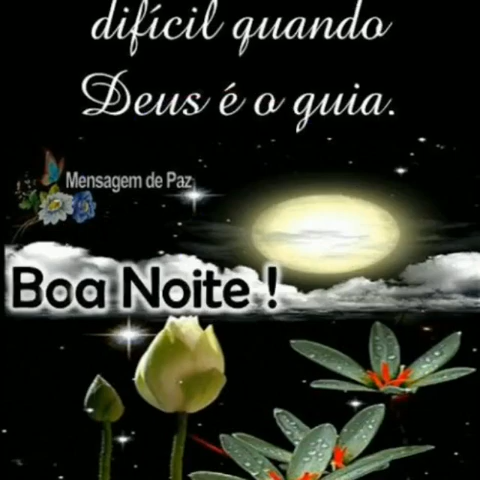 difícil quando
Deus é o guia.
Mensagem de Paz
Boa Noite !